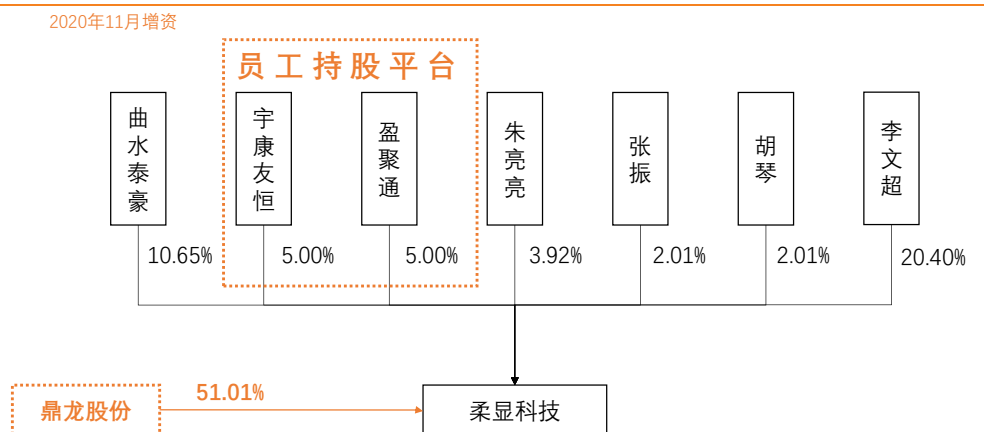 2020年11月增资
员工持股平台
曲水泰豪
宇康友恒
盈聚通
朱亮亮
张振
胡琴
李文超
10.65%
5.00%
5.00%
3.92%
2.01%
2.01%
20.40%
51.01%
鼎龙股份
柔显科技